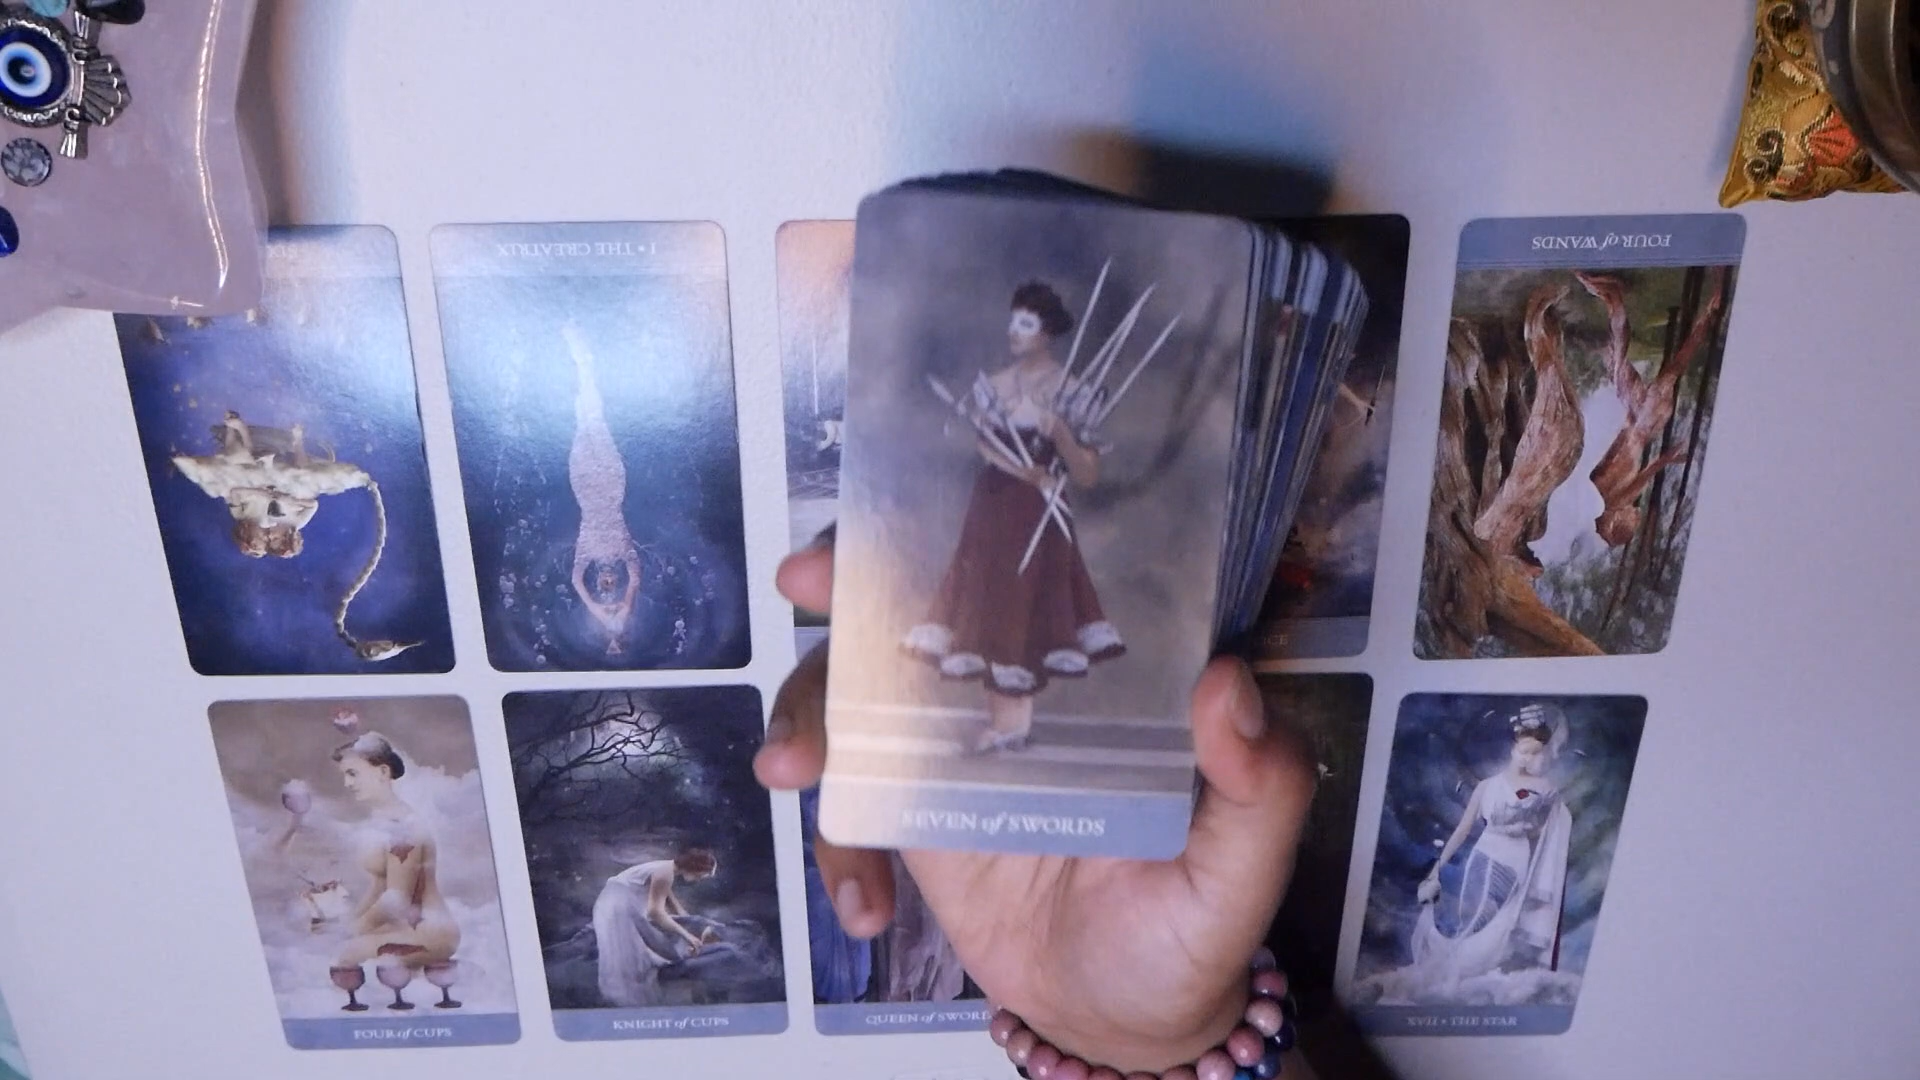 I • THE CREATRIX
FOUR of WANDS
SEVEN of SWORDS
FOUR of CUPS
KNIGHT of CUPS
QUEEN of SWORDS
XVII • THE STAR